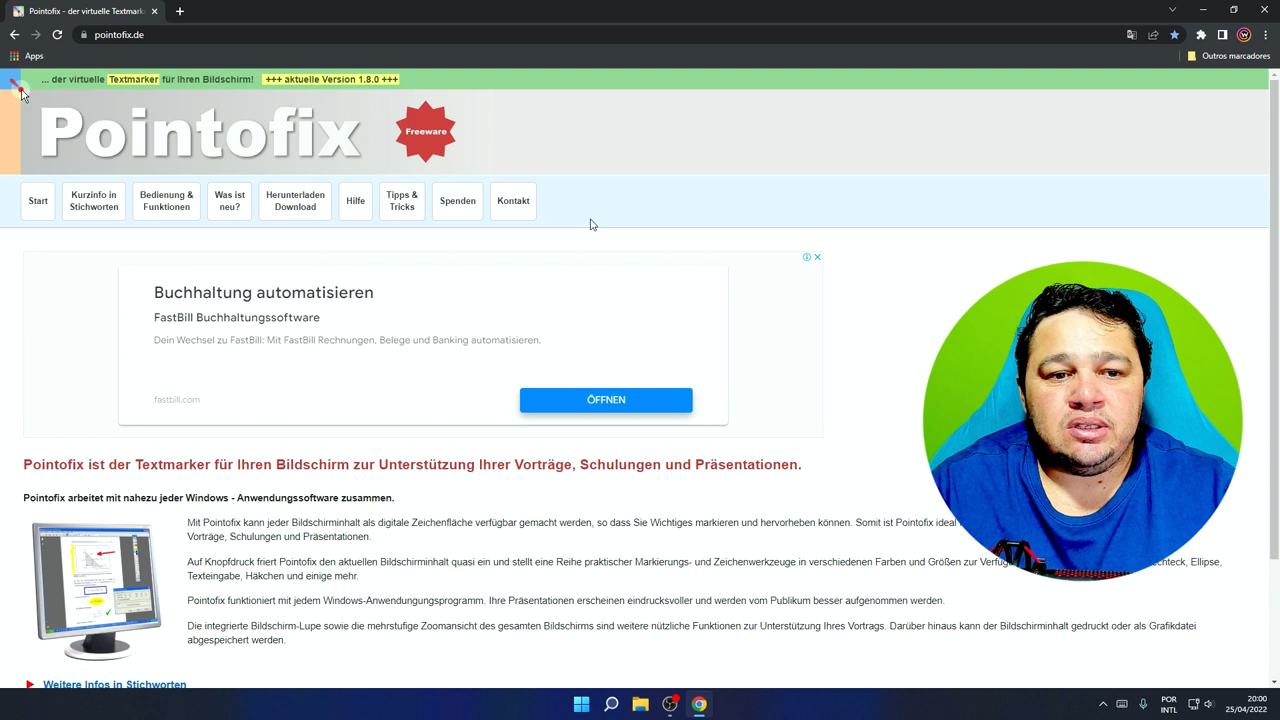 Pointofix - der virtuelle Textmark
pointofix.de
Apps
Outros marcadores
... der virtuelle Textmarker für Ihren Bildschirm! +++ aktuelle Version 1.8.0 +++
Pointofix
Freeware
Start
Kurzinfo in
Stichworten
Bedienung &
Funktionen
Was ist
neu?
Herunterladen
Download
Hilfe
Tipps &
Tricks
Spenden
Kontakt
Buchhaltung automatisieren
FastBill Buchhaltungssoftware
Dein Wechsel zu FastBill: Mit FastBill Rechnungen, Belege und Banking automatisieren.
fastbill.com
ÖFFNEN
Pointofix ist der Textmarker für Ihren Bildschirm zur Unterstützung Ihrer Vorträge, Schulungen und Präsentationen.
Pointofix arbeitet mit nahezu jeder Windows - Anwendungssoftware zusammen.
Mit Pointofix kann jeder Bildschirminhalt als digitale Zeichenfläche verfügbar gemacht werden, so dass Sie Wichtiges markieren und hervorheben können. Somit ist Pointofix ideal
Vorträge, Schulungen und Präsentationen.
Auf Knopfdruck friert Pointofix den aktuellen Bildschirminhalt quasi ein und stellt eine Reihe praktischer Markierungs- und Zeichenwerkzeuge in verschiedenen Farben und Größen zur Verfüg Ellipse,
Texteingabe, Häkchen und einige mehr.
Pointofix funktioniert mit jedem Windows-Anwendungungsprogramm. Ihre Präsentationen erscheinen eindrucksvoller und werden vom Publikum besser aufgenommen werden.
Die integrierte Bildschirm-Lupe sowie die mehrstufige Zoomansicht des gesamten Bildschirms sind weitere nützliche Funktionen zur Unterstützung Ihres Vortrags. Darüber hinaus kann der Bildschirminhalt gedruckt oder als Grafikdatei
abgespeichert werden.
Weitere Infos in Stichworten
POR
INTL
20:00
25/04/2022